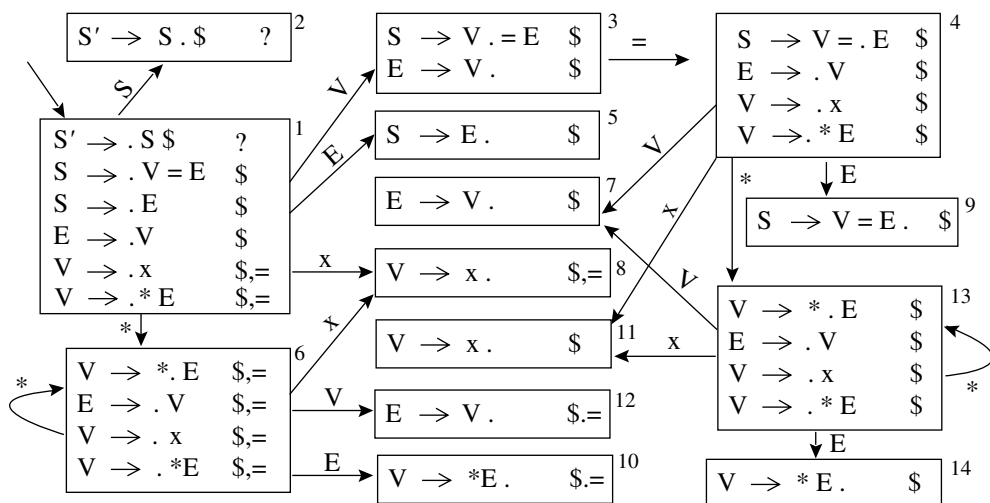 2
S′ → S . $ ?
S
1
S′ → . S $ ?
S → . V = E $
S → . E $
E → . V $
V → . x $,=
V → . * E $,=
V
E
x
*
3
S → V . = E $
E → V . $
=
4
S → V = . E $
E → . V $
V → . x $
V → . * E $
5
S → E . $
V
x
*
E
7
E → V . $
9
S → V = E . $
8
V → x . $,=
V
6
V → * . E $,=
E → . V $,=
V → . x $,=
V → . *E $,=
*
x
V
E
11
V → x . $
x
13
V → * . E $
E → . V $
V → . x $
V → . * E $
*
12
E → V . $.=
E
10
V → *E . $.=
14
V → * E . $